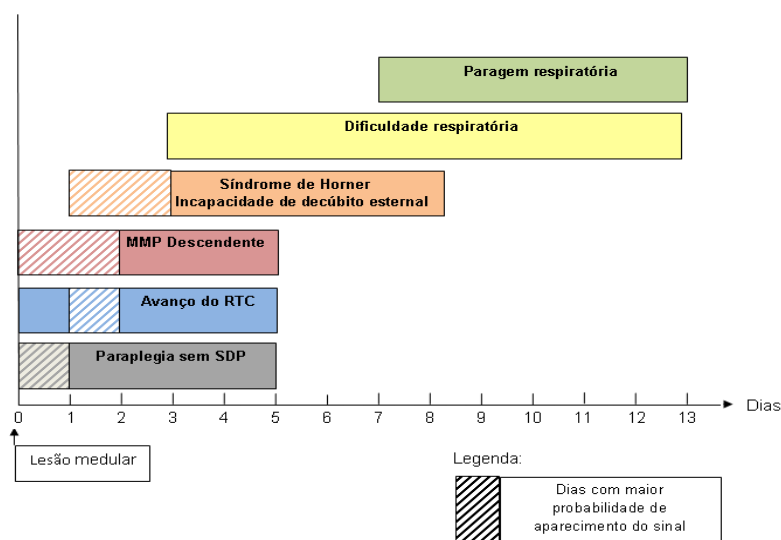 Paragem respiratória
Dificuldade respiratória
Síndrome de Horner
Incapacidade de decúbito esternal
MMP Descendente
Avanço do RTC
Paraplegia sem SDP
0 1 2 3 4 5 6 7 8 9 10 11 12 13 Dias
Lesão medular
Legenda:
Dias com maior
probabilidade de
aparecimento do sinal